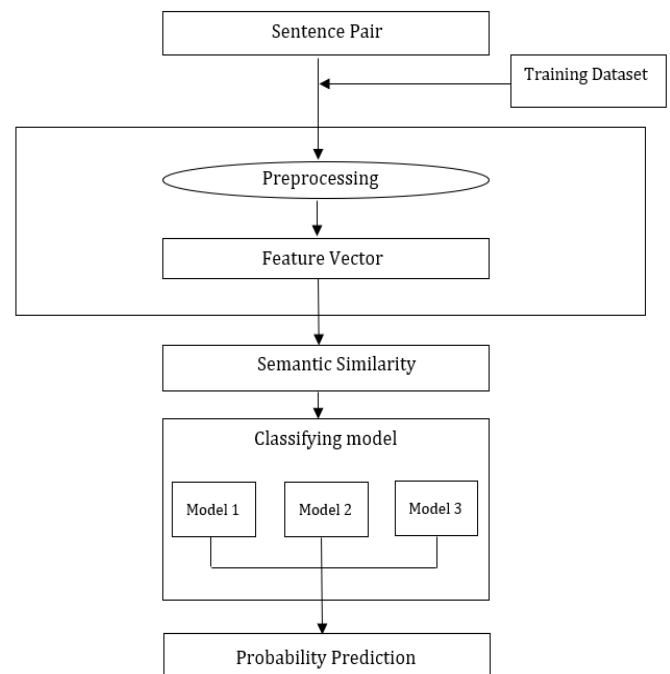 Sentence Pair
Training Dataset
Preprocessing
Feature Vector
Semantic Similarity
Classifying model
Model 1
Model 2
Model 3
Probability Prediction